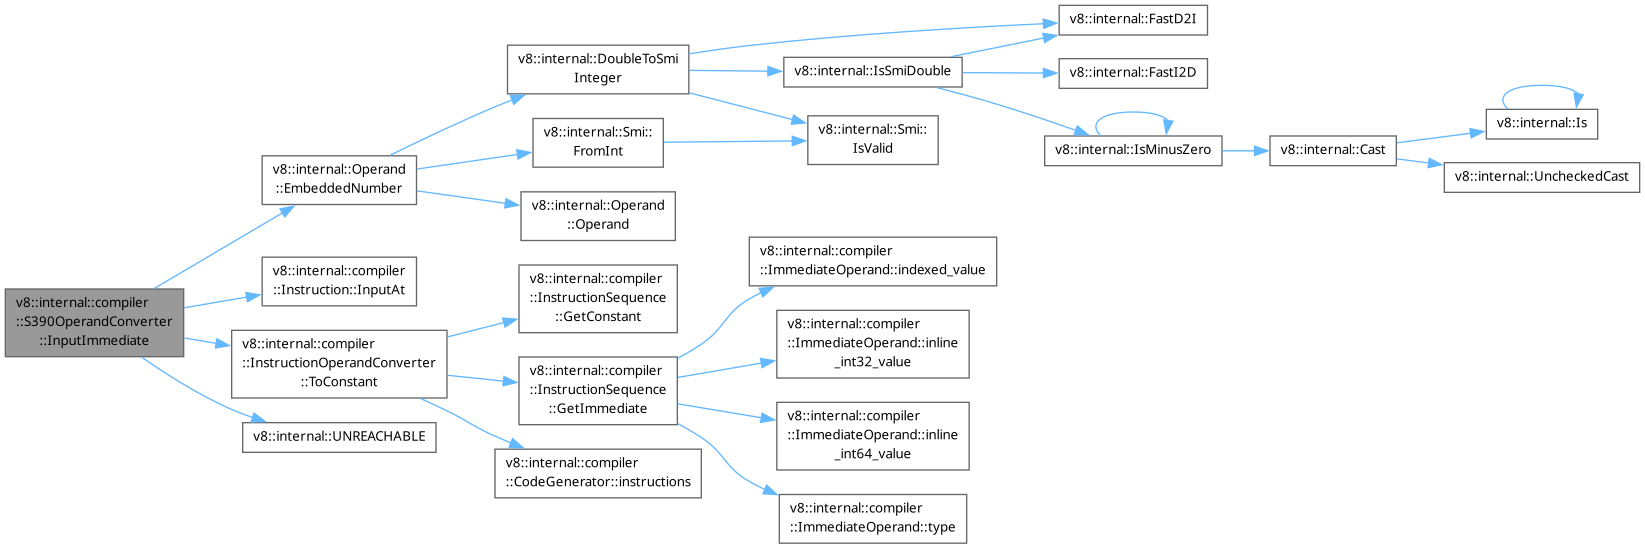 v8::internal::compiler
::S390OperandConverter
::InputImmediate
v8::internal::Operand
::EmbeddedNumber
v8::internal::DoubleToSmi
Integer
v8::internal::FastD2I
v8::internal::IsSmiDouble
v8::internal::FastI2D
v8::internal::IsMinusZero
v8::internal::Cast
v8::internal::Is
v8::internal::UncheckedCast
v8::internal::Smi::
IsValid
v8::internal::Smi::
FromInt
v8::internal::Operand
::Operand
v8::internal::compiler
::Instruction::InputAt
v8::internal::compiler
::InstructionOperandConverter
::ToConstant
v8::internal::compiler
::InstructionSequence
::GetConstant
v8::internal::compiler
::InstructionSequence
::GetImmediate
v8::internal::compiler
::ImmediateOperand::indexed_value
v8::internal::compiler
::ImmediateOperand::inline
_int32_value
v8::internal::compiler
::ImmediateOperand::inline
_int64_value
v8::internal::compiler
::ImmediateOperand::type
v8::internal::compiler
::CodeGenerator::instructions
v8::internal::UNREACHABLE